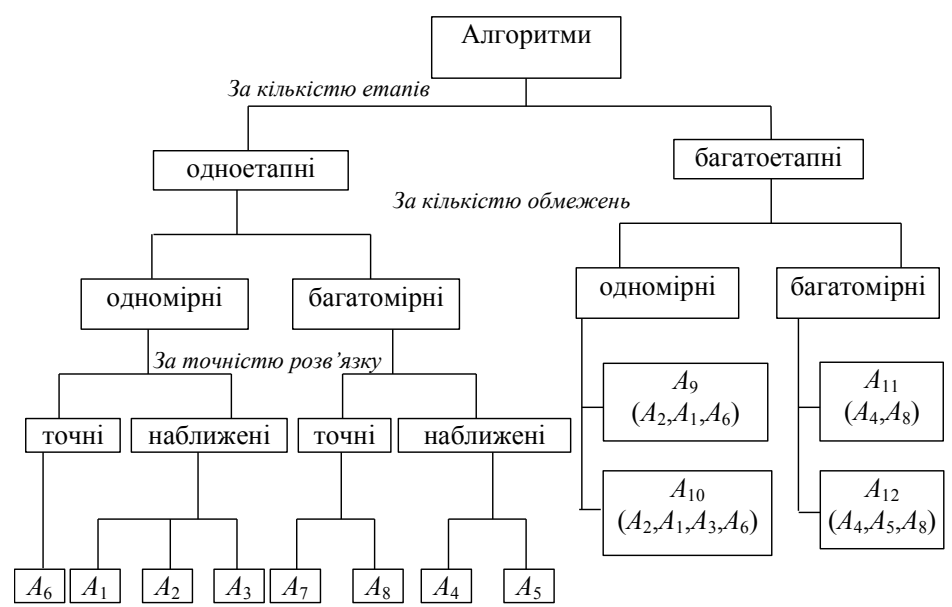 Алгоритми
За кількістю етапів
одноетапні
багатоетапні
За кількістю обмежень
одномірні
багатомірні
одномірні
багатомірні
За точністю розв’язку
точні
наближені
точні
наближені
A9
(A2,A1,A6)
A11
(A4,A8)
A10
(A2,A1,A3,A6)
A12
(A4,A5,A8)
A6
A1
A2
A3
A7
A8
A4
A5